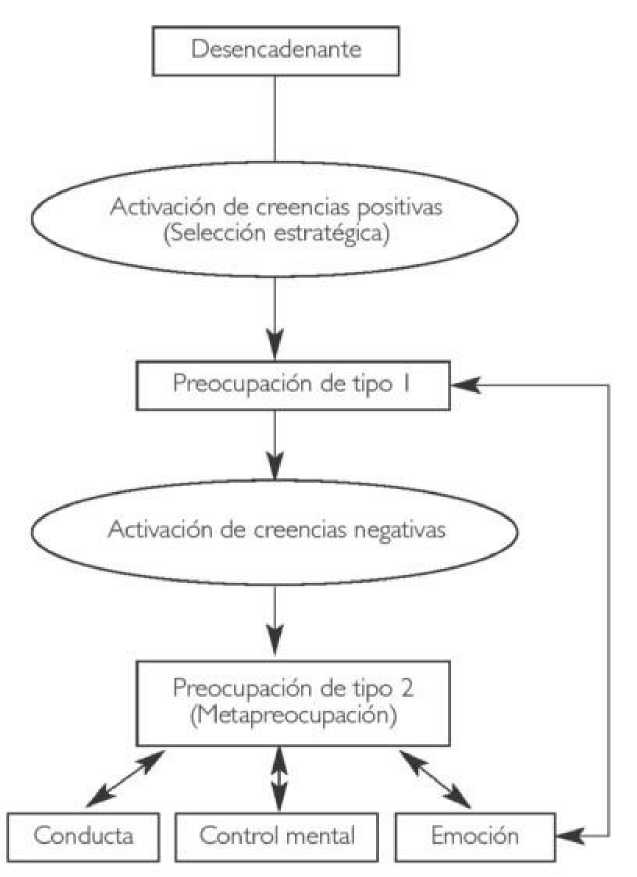 Desencadenante
Activación de creencias positivas
(Selección estratégica)
Preocupación de tipo 1
Activación de creencias negativas
Preocupación de tipo 2
(Metapreocupación)
Conducta
Control mental
Emoción